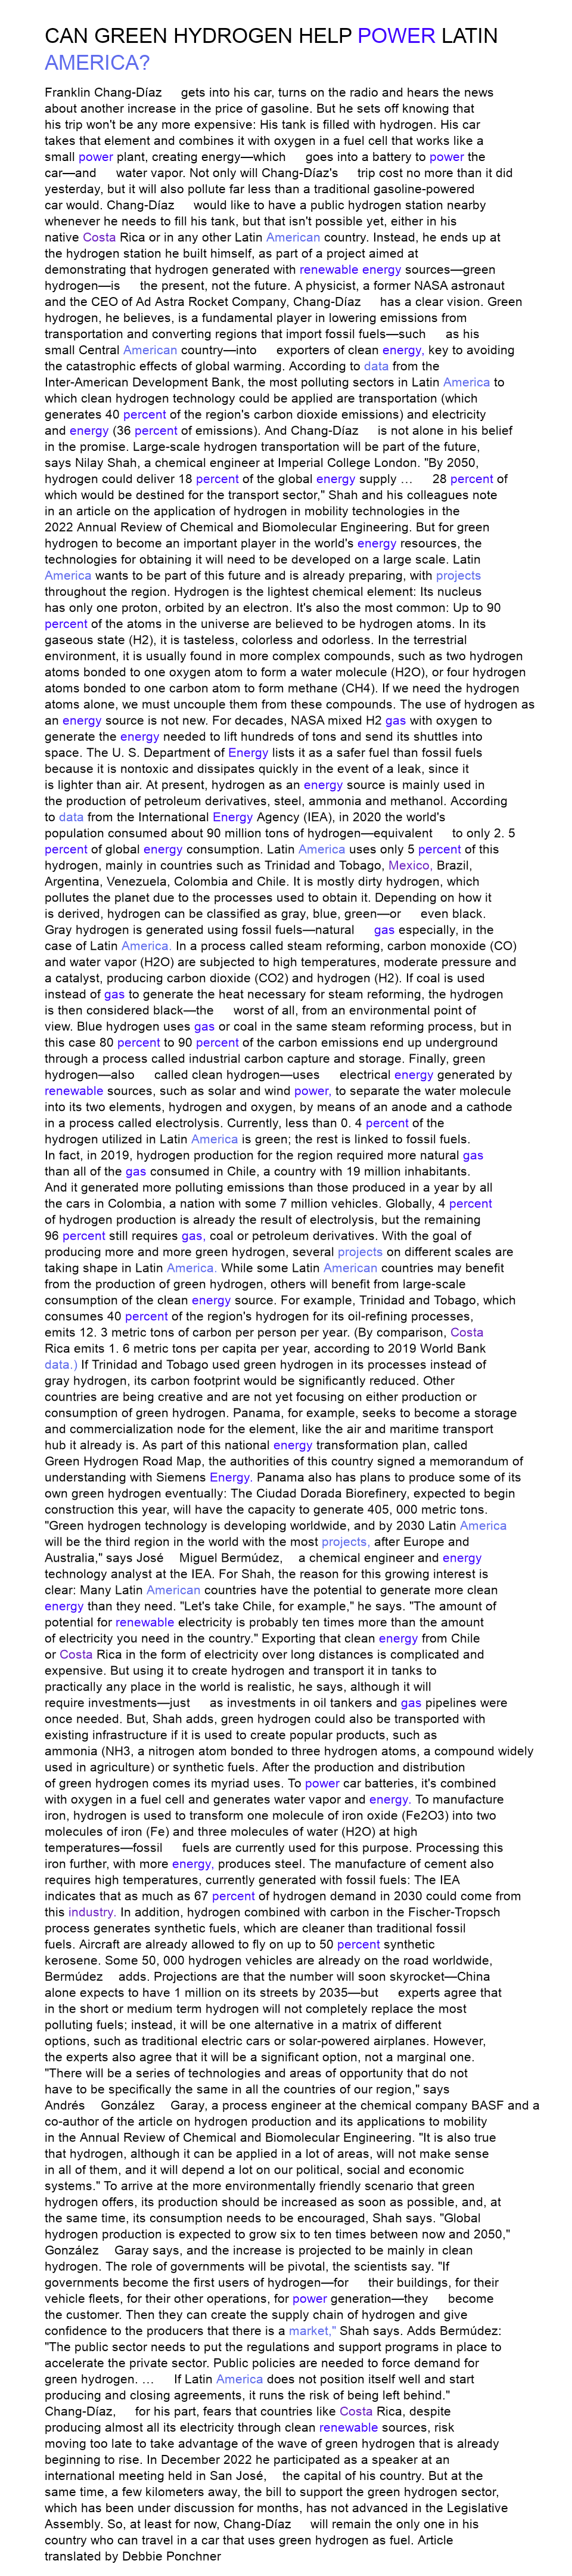 CAN GREEN HYDROGEN HELP POWER LATIN
AMERICA?
Franklin Chang-Díaz gets into his car, turns on the radio and hears the news
about another increase in the price of gasoline. But he sets off knowing that
his trip won't be any more expensive: His tank is filled with hydrogen. His car
takes that element and combines it with oxygen in a fuel cell that works like a
small power plant, creating energy—which goes into a battery to power the
car—and water vapor. Not only will Chang-Díaz's trip cost no more than it did
yesterday, but it will also pollute far less than a traditional gasoline-powered
car would. Chang-Díaz would like to have a public hydrogen station nearby
whenever he needs to fill his tank, but that isn't possible yet, either in his
native Costa Rica or in any other Latin American country. Instead, he ends up at
the hydrogen station he built himself, as part of a project aimed at
demonstrating that hydrogen generated with renewable energy sources—green
hydrogen—is the present, not the future. A physicist, a former NASA astronaut
and the CEO of Ad Astra Rocket Company, Chang-Díaz has a clear vision. Green
hydrogen, he believes, is a fundamental player in lowering emissions from
transportation and converting regions that import fossil fuels—such as his
small Central American country—into exporters of clean energy, key to avoiding
the catastrophic effects of global warming. According to data from the
Inter-American Development Bank, the most polluting sectors in Latin America to
which clean hydrogen technology could be applied are transportation (which
generates 40 percent of the region's carbon dioxide emissions) and electricity
and energy (36 percent of emissions). And Chang-Díaz is not alone in his belief
in the promise. Large-scale hydrogen transportation will be part of the future,
says Nilay Shah, a chemical engineer at Imperial College London. "By 2050,
hydrogen could deliver 18 percent of the global energy supply … 28 percent of
which would be destined for the transport sector," Shah and his colleagues note
in an article on the application of hydrogen in mobility technologies in the
2022 Annual Review of Chemical and Biomolecular Engineering. But for green
hydrogen to become an important player in the world's energy resources, the
technologies for obtaining it will need to be developed on a large scale. Latin
America wants to be part of this future and is already preparing, with projects
throughout the region. Hydrogen is the lightest chemical element: Its nucleus
has only one proton, orbited by an electron. It's also the most common: Up to 90
percent of the atoms in the universe are believed to be hydrogen atoms. In its
gaseous state (H2), it is tasteless, colorless and odorless. In the terrestrial
environment, it is usually found in more complex compounds, such as two hydrogen
atoms bonded to one oxygen atom to form a water molecule (H2O), or four hydrogen
atoms bonded to one carbon atom to form methane (CH4). If we need the hydrogen
atoms alone, we must uncouple them from these compounds. The use of hydrogen as
an energy source is not new. For decades, NASA mixed H2 gas with oxygen to
generate the energy needed to lift hundreds of tons and send its shuttles into
space. The U. S. Department of Energy lists it as a safer fuel than fossil fuels
because it is nontoxic and dissipates quickly in the event of a leak, since it
is lighter than air. At present, hydrogen as an energy source is mainly used in
the production of petroleum derivatives, steel, ammonia and methanol. According
to data from the International Energy Agency (IEA), in 2020 the world's
population consumed about 90 million tons of hydrogen—equivalent to only 2. 5
percent of global energy consumption. Latin America uses only 5 percent of this
hydrogen, mainly in countries such as Trinidad and Tobago, Mexico, Brazil,
Argentina, Venezuela, Colombia and Chile. It is mostly dirty hydrogen, which
pollutes the planet due to the processes used to obtain it. Depending on how it
is derived, hydrogen can be classified as gray, blue, green—or even black.
Gray hydrogen is generated using fossil fuels—natural gas especially, in the
case of Latin America. In a process called steam reforming, carbon monoxide (CO)
and water vapor (H2O) are subjected to high temperatures, moderate pressure and
a catalyst, producing carbon dioxide (CO2) and hydrogen (H2). If coal is used
instead of gas to generate the heat necessary for steam reforming, the hydrogen
is then considered black—the worst of all, from an environmental point of
view. Blue hydrogen uses gas or coal in the same steam reforming process, but in
this case 80 percent to 90 percent of the carbon emissions end up underground
through a process called industrial carbon capture and storage. Finally, green
hydrogen—also called clean hydrogen—uses electrical energy generated by
renewable sources, such as solar and wind power, to separate the water molecule
into its two elements, hydrogen and oxygen, by means of an anode and a cathode
in a process called electrolysis. Currently, less than 0. 4 percent of the
hydrogen utilized in Latin America is green; the rest is linked to fossil fuels.
In fact, in 2019, hydrogen production for the region required more natural gas
than all of the gas consumed in Chile, a country with 19 million inhabitants.
And it generated more polluting emissions than those produced in a year by all
the cars in Colombia, a nation with some 7 million vehicles. Globally, 4 percent
of hydrogen production is already the result of electrolysis, but the remaining
96 percent still requires gas, coal or petroleum derivatives. With the goal of
producing more and more green hydrogen, several projects on different scales are
taking shape in Latin America. While some Latin American countries may benefit
from the production of green hydrogen, others will benefit from large-scale
consumption of the clean energy source. For example, Trinidad and Tobago, which
consumes 40 percent of the region's hydrogen for its oil-refining processes,
emits 12. 3 metric tons of carbon per person per year. (By comparison, Costa
Rica emits 1. 6 metric tons per capita per year, according to 2019 World Bank
data.) If Trinidad and Tobago used green hydrogen in its processes instead of
gray hydrogen, its carbon footprint would be significantly reduced. Other
countries are being creative and are not yet focusing on either production or
consumption of green hydrogen. Panama, for example, seeks to become a storage
and commercialization node for the element, like the air and maritime transport
hub it already is. As part of this national energy transformation plan, called
Green Hydrogen Road Map, the authorities of this country signed a memorandum of
understanding with Siemens Energy. Panama also has plans to produce some of its
own green hydrogen eventually: The Ciudad Dorada Biorefinery, expected to begin
construction this year, will have the capacity to generate 405, 000 metric tons.
"Green hydrogen technology is developing worldwide, and by 2030 Latin America
will be the third region in the world with the most projects, after Europe and
Australia," says José Miguel Bermúdez, a chemical engineer and energy
technology analyst at the IEA. For Shah, the reason for this growing interest is
clear: Many Latin American countries have the potential to generate more clean
energy than they need. "Let's take Chile, for example," he says. "The amount of
potential for renewable electricity is probably ten times more than the amount
of electricity you need in the country." Exporting that clean energy from Chile
or Costa Rica in the form of electricity over long distances is complicated and
expensive. But using it to create hydrogen and transport it in tanks to
practically any place in the world is realistic, he says, although it will
require investments—just as investments in oil tankers and gas pipelines were
once needed. But, Shah adds, green hydrogen could also be transported with
existing infrastructure if it is used to create popular products, such as
ammonia (NH3, a nitrogen atom bonded to three hydrogen atoms, a compound widely
used in agriculture) or synthetic fuels. After the production and distribution
of green hydrogen comes its myriad uses. To power car batteries, it's combined
with oxygen in a fuel cell and generates water vapor and energy. To manufacture
iron, hydrogen is used to transform one molecule of iron oxide (Fe2O3) into two
molecules of iron (Fe) and three molecules of water (H2O) at high
temperatures—fossil fuels are currently used for this purpose. Processing this
iron further, with more energy, produces steel. The manufacture of cement also
requires high temperatures, currently generated with fossil fuels: The IEA
indicates that as much as 67 percent of hydrogen demand in 2030 could come from
this industry. In addition, hydrogen combined with carbon in the Fischer-Tropsch
process generates synthetic fuels, which are cleaner than traditional fossil
fuels. Aircraft are already allowed to fly on up to 50 percent synthetic
kerosene. Some 50, 000 hydrogen vehicles are already on the road worldwide,
Bermúdez adds. Projections are that the number will soon skyrocket—China
alone expects to have 1 million on its streets by 2035—but experts agree that
in the short or medium term hydrogen will not completely replace the most
polluting fuels; instead, it will be one alternative in a matrix of different
options, such as traditional electric cars or solar-powered airplanes. However,
the experts also agree that it will be a significant option, not a marginal one.
"There will be a series of technologies and areas of opportunity that do not
have to be specifically the same in all the countries of our region," says
Andrés González Garay, a process engineer at the chemical company BASF and a
co-author of the article on hydrogen production and its applications to mobility
in the Annual Review of Chemical and Biomolecular Engineering. "It is also true
that hydrogen, although it can be applied in a lot of areas, will not make sense
in all of them, and it will depend a lot on our political, social and economic
systems." To arrive at the more environmentally friendly scenario that green
hydrogen offers, its production should be increased as soon as possible, and, at
the same time, its consumption needs to be encouraged, Shah says. "Global
hydrogen production is expected to grow six to ten times between now and 2050,"
González Garay says, and the increase is projected to be mainly in clean
hydrogen. The role of governments will be pivotal, the scientists say. "If
governments become the first users of hydrogen—for their buildings, for their
vehicle fleets, for their other operations, for power generation—they become
the customer. Then they can create the supply chain of hydrogen and give
confidence to the producers that there is a market," Shah says. Adds Bermúdez:
"The public sector needs to put the regulations and support programs in place to
accelerate the private sector. Public policies are needed to force demand for
green hydrogen. … If Latin America does not position itself well and start
producing and closing agreements, it runs the risk of being left behind."
Chang-Díaz, for his part, fears that countries like Costa Rica, despite
producing almost all its electricity through clean renewable sources, risk
moving too late to take advantage of the wave of green hydrogen that is already
beginning to rise. In December 2022 he participated as a speaker at an
international meeting held in San José, the capital of his country. But at the
same time, a few kilometers away, the bill to support the green hydrogen sector,
which has been under discussion for months, has not advanced in the Legislative
Assembly. So, at least for now, Chang-Díaz will remain the only one in his
country who can travel in a car that uses green hydrogen as fuel. Article
translated by Debbie Ponchner